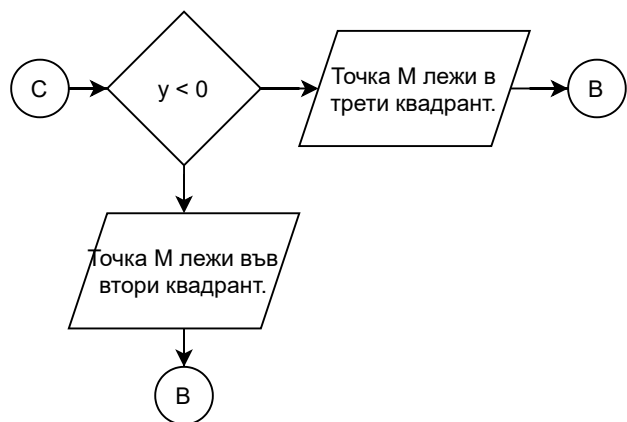 C
y < 0
Точка М лежи в
трети квадрант.
B
Точка М лежи във
втори квадрант.
B